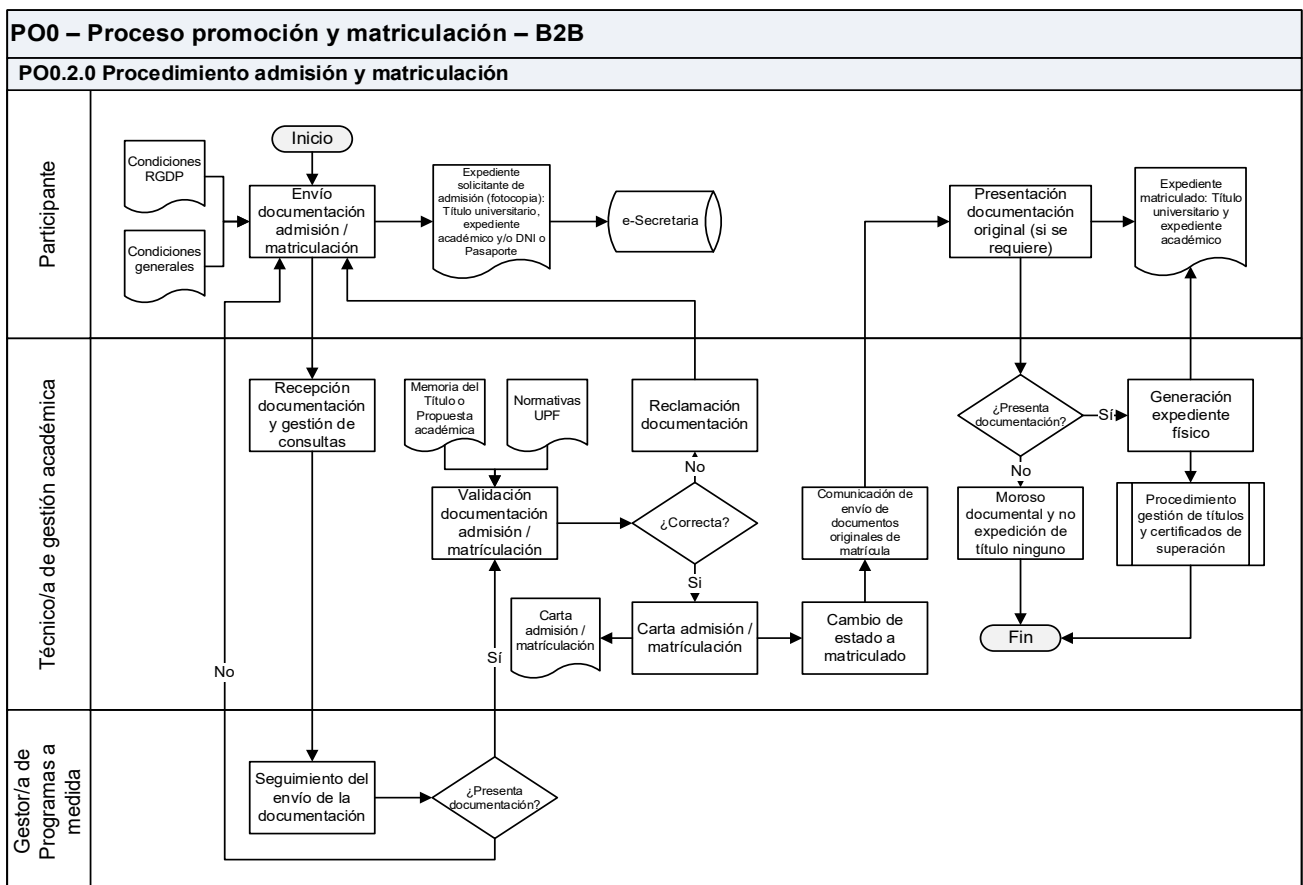 PO0 – Proceso promoción y matriculación – B2B
PO0.2.0 Procedimiento admisión y matriculación
Participante
Condiciones
RGDP
Condiciones
generales
Inicio
Envío
documentación
admisión /
matriculación
Expediente
solicitante de
admisión (fotocopia):
Título universitario,
expediente
académico y/o DNI o
Pasaporte
e-Secretaria
Presentación
documentación
original (si se
requiere)
Expediente
matriculado: Título
universitario y
expediente
académico
Técnico/a de gestión académica
Recepción
documentación
y gestión de
consultas
Memoria del
Título o
Propuesta
académica
Normativas
UPF
Reclamación
documentación
No
Validación
documentación
admisión /
matrículación
¿Correcta?
Si
Carta
admisión /
matrículación
Carta admisión /
matrículación
Comunicación de
envío de
documentos
originales de
matrícula
Cambio de
estado a
matriculado
¿Presenta
documentación?
Sí
No
Generación
expediente
físico
Moroso
documental y no
expedición de
título ninguno
Procedimiento
gestión de títulos
y certificados de
superación
Fin
No
Sí
Gestor/a de
Programas a
medida
Seguimiento del
envío de la
documentación
¿Presenta
documentación?